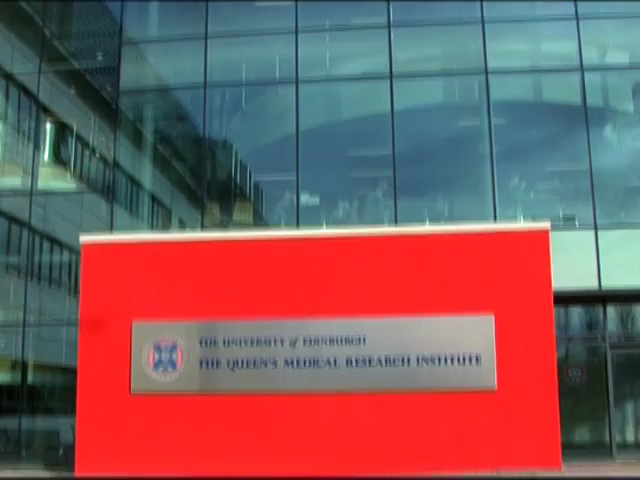 THE UNIVERSITY of EDINBURGH
THE QUEEN'S MEDICAL RESEARCH INSTITUTE